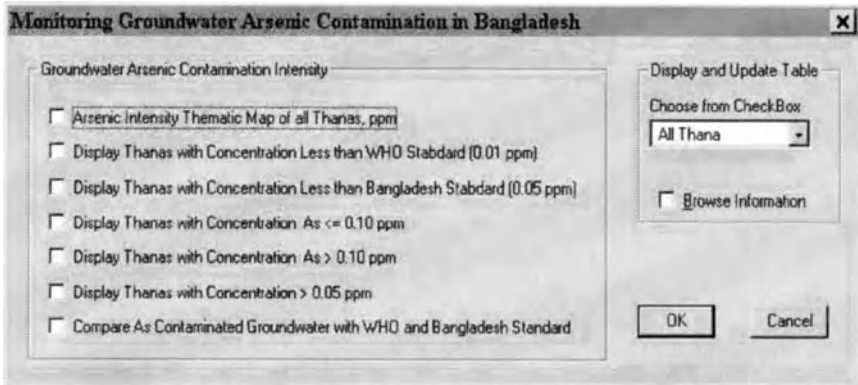 Monitoring Groundwater Arsenic Contamination in Bangladesh
Groundwater Arsenic Contamination Intensity
Arsenic Intensity Thematic Map of all Thanas, ppm
Display Thanas with Concentration Less than WHO Stabdard (0.01 ppm)
Display Thanas with Concentration Less than Bangladesh Stabdard (0.05 ppm)
Display Thanas with Concentration As <= 0.10 ppm
Display Thanas with Concentration As > 0.10 ppm
Display Thanas with Concentration > 0.05 ppm
Compare As Contaminated Groundwater with WHO and Bangladesh Standard
Display and Update Table
Choose from CheckBox
All Thana
Browse Information
OK
Cancel